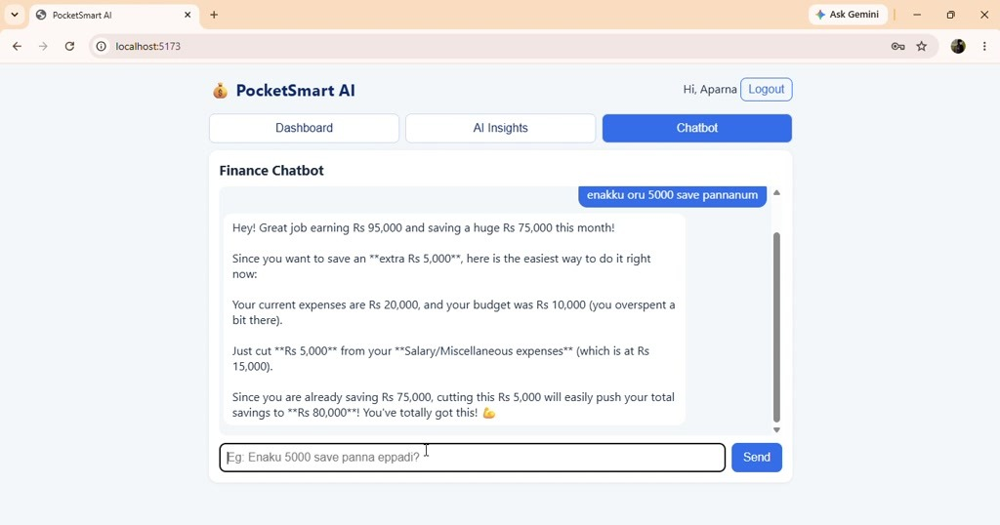 PocketSmart AI
Ask Gemini
localhost:5173
💰 PocketSmart AI
Hi, Aparna
Logout
Dashboard
AI Insights
Chatbot
Finance Chatbot
enakku oru 5000 save pannanum
Hey! Great job earning Rs 95,000 and saving a huge Rs 75,000 this month!
Since you want to save an **extra Rs 5,000**, here is the easiest way to do it right
now:
Your current expenses are Rs 20,000, and your budget was Rs 10,000 (you overspent a
bit there).
Just cut **Rs 5,000** from your **Salary/Miscellaneous expenses** (which is at Rs
15,000).
Since you are already saving Rs 75,000, cutting this Rs 5,000 will easily push your total
savings to **Rs 80,000**! You've totally got this! 💪
Eg: Enaku 5000 save panna eppadi?
Send